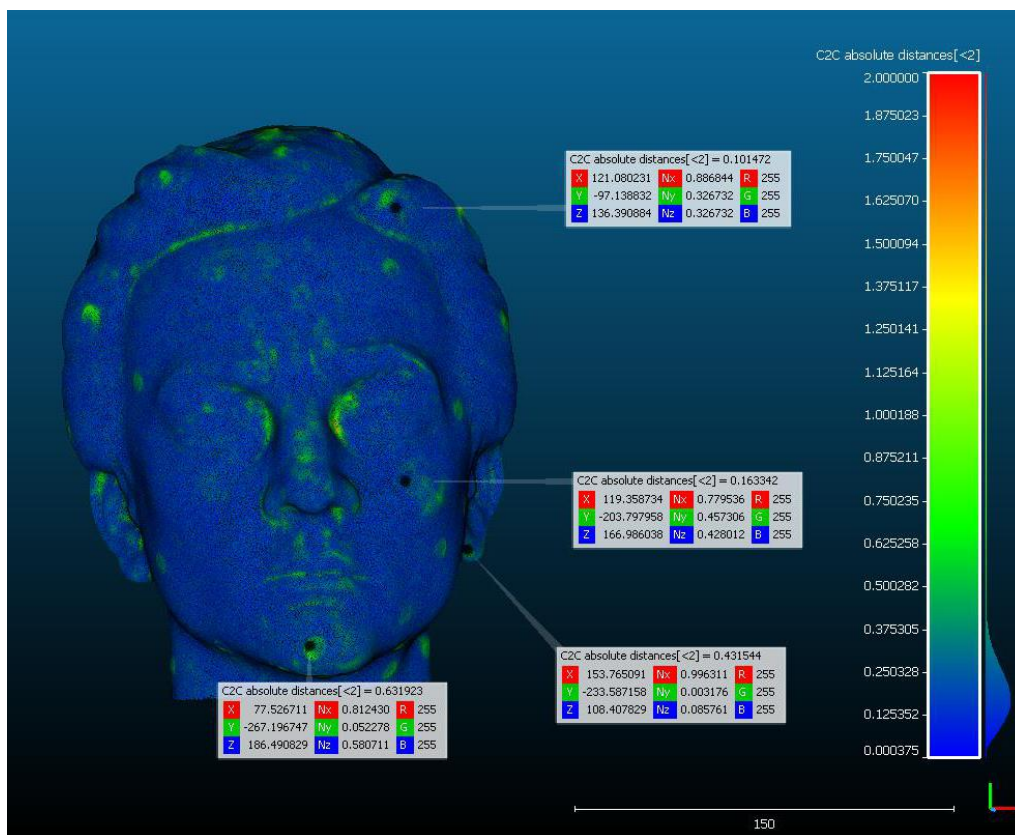 C2C absolute distances[<2]
2.000000
1.875023
1.750047
1.625070
1.500094
1.375117
1.250141
1.125164
1.000188
0.875211
0.750235
0.625258
0.500282
0.375305
0.250328
0.125352
0.000375
C2C absolute distances[<2] = 0.101472
X 121.080231 Nx 0.886844 R 255
Y -97.138832 Ny 0.326732 G 255
Z 136.390884 Nz 0.326732 B 255
C2C absolute distances[<2] = 0.163342
X 119.358734 Nx 0.779536 R 255
Y -203.797958 Ny 0.457306 G 255
Z 166.986038 Nz 0.428012 B 255
C2C absolute distances[<2] = 0.431544
X 153.765091 Nx 0.996311 R 255
Y -233.587158 Ny 0.003176 G 255
Z 108.407829 Nz 0.085761 B 255
C2C absolute distances[<2] = 0.631923
X 77.526711 Nx 0.812430 R 255
Y -267.196747 Ny 0.052278 G 255
Z 186.490829 Nz 0.580711 B 255
150